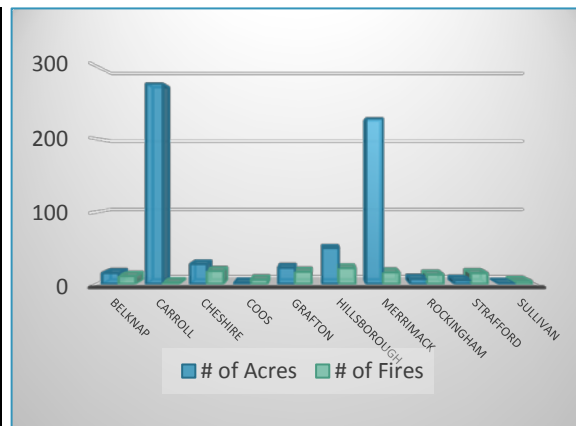 300
200
100
0
BELKNAP
CARROLL
CHESHIRE
COOS
GRAFTON
HILLSBOROUGH
MERRIMACK
ROCKINGHAM
STRAFFORD
SULLIVAN
# of Acres # of Fires